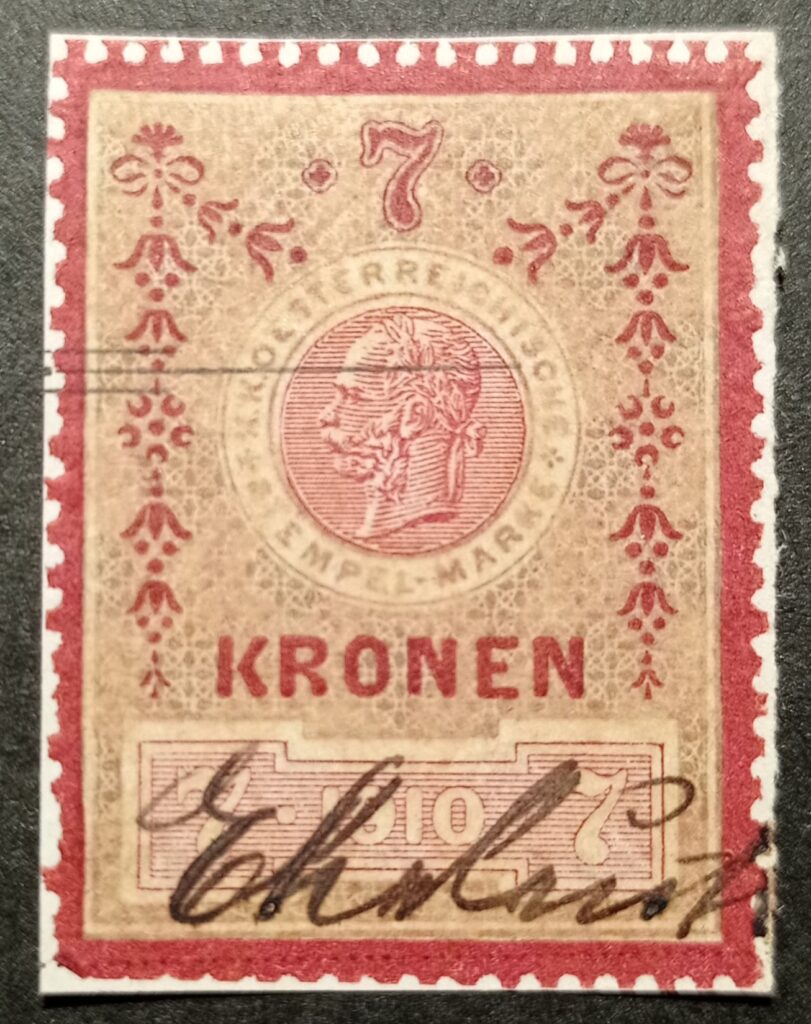 7
K.K. OESTERREICHISCHE
STEMPEL-MARKE
KRONEN
7 · 1910 · 7